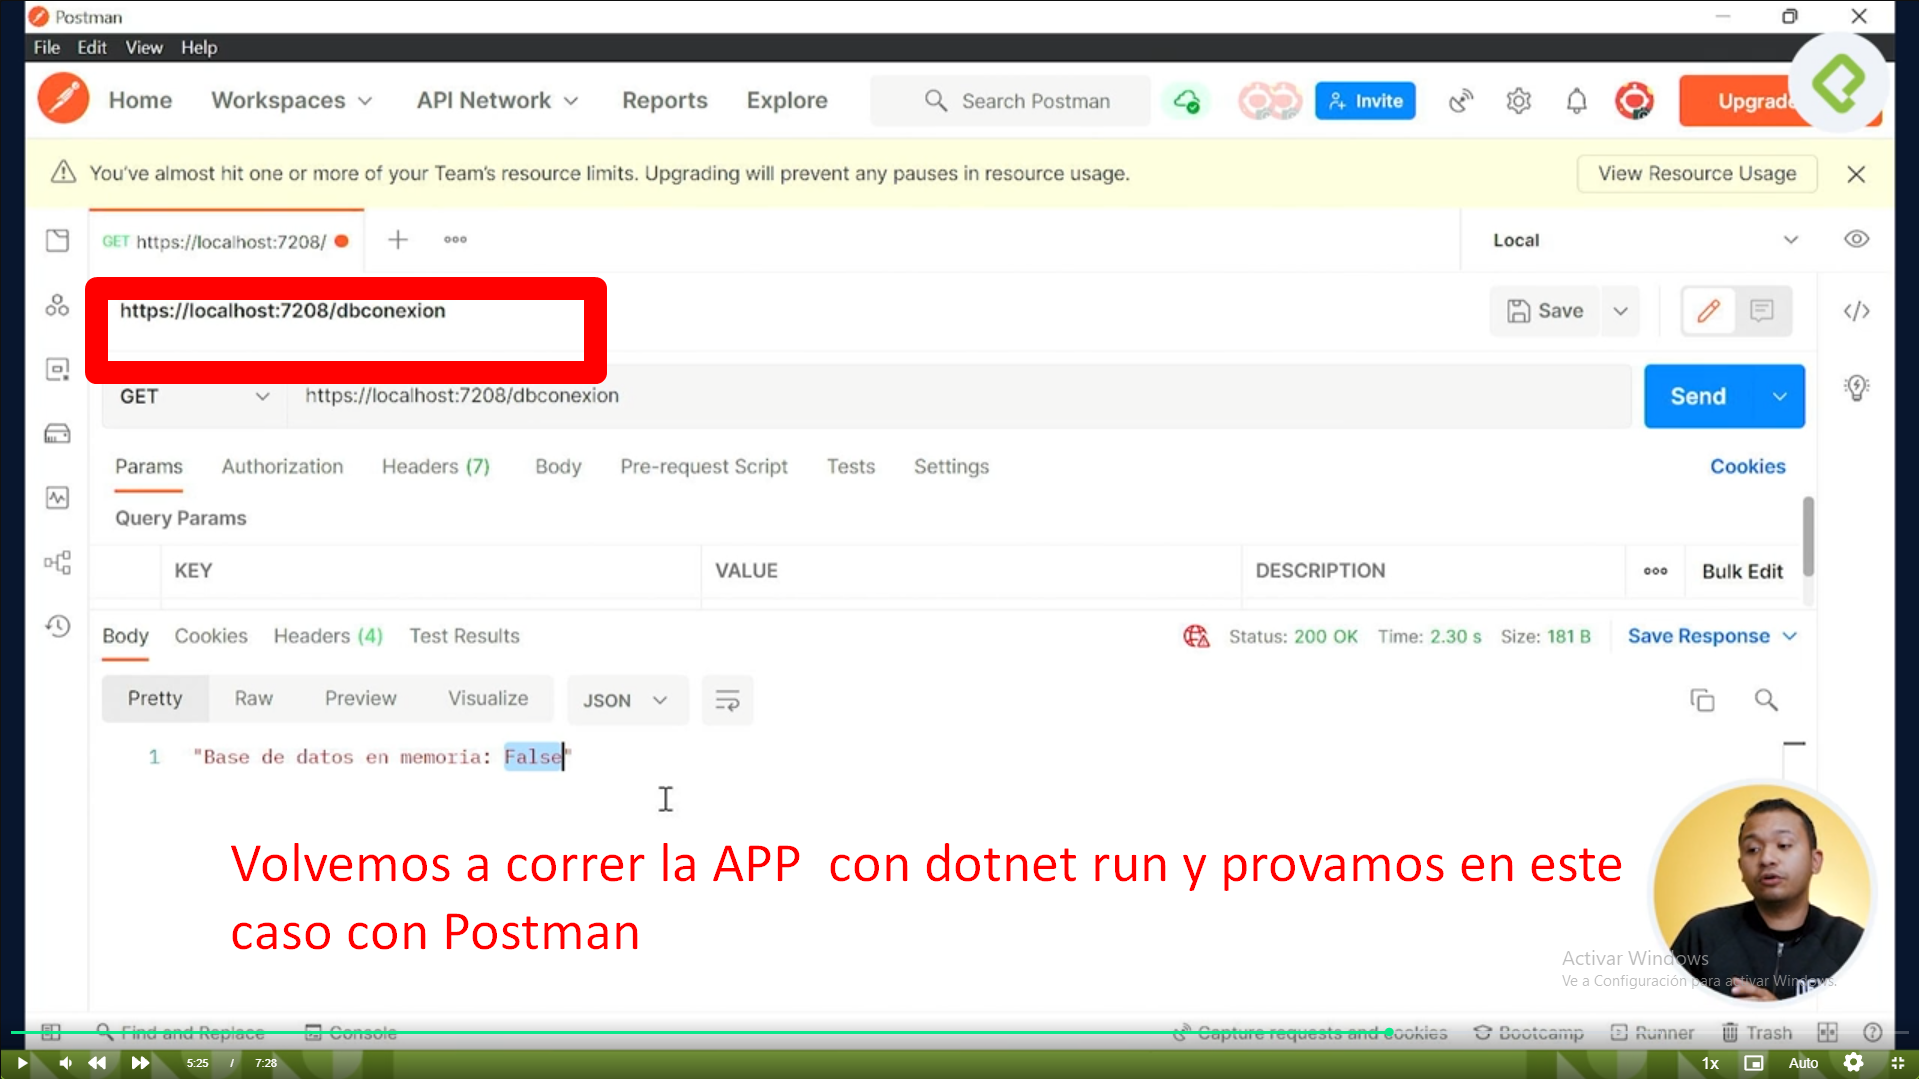 Postman
File Edit View Help
Home Workspaces API Network Reports Explore Search Postman Invite Upgrade
You've almost hit one or more of your Team's resource limits. Upgrading will prevent any pauses in resource usage. View Resource Usage
GET https://localhost:7208/ Local
https://localhost:7208/dbconexion Save
GET https://localhost:7208/dbconexion Send
Params Authorization Headers (7) Body Pre-request Script Tests Settings Cookies
Query Params
KEY VALUE DESCRIPTION Bulk Edit
Body Cookies Headers (4) Test Results Status: 200 OK Time: 2.30 s Size: 181 B Save Response
Pretty Raw Preview Visualize JSON
1 "Base de datos en memoria: False"
Volvemos a correr la APP con dotnet run y provamos en este
caso con Postman
Activar Windows
Ve a Configuración para activar Windows.
Find and Replace Console Capture requests and cookies Bootcamp Runner Trash
5:25 / 7:28 1x Auto